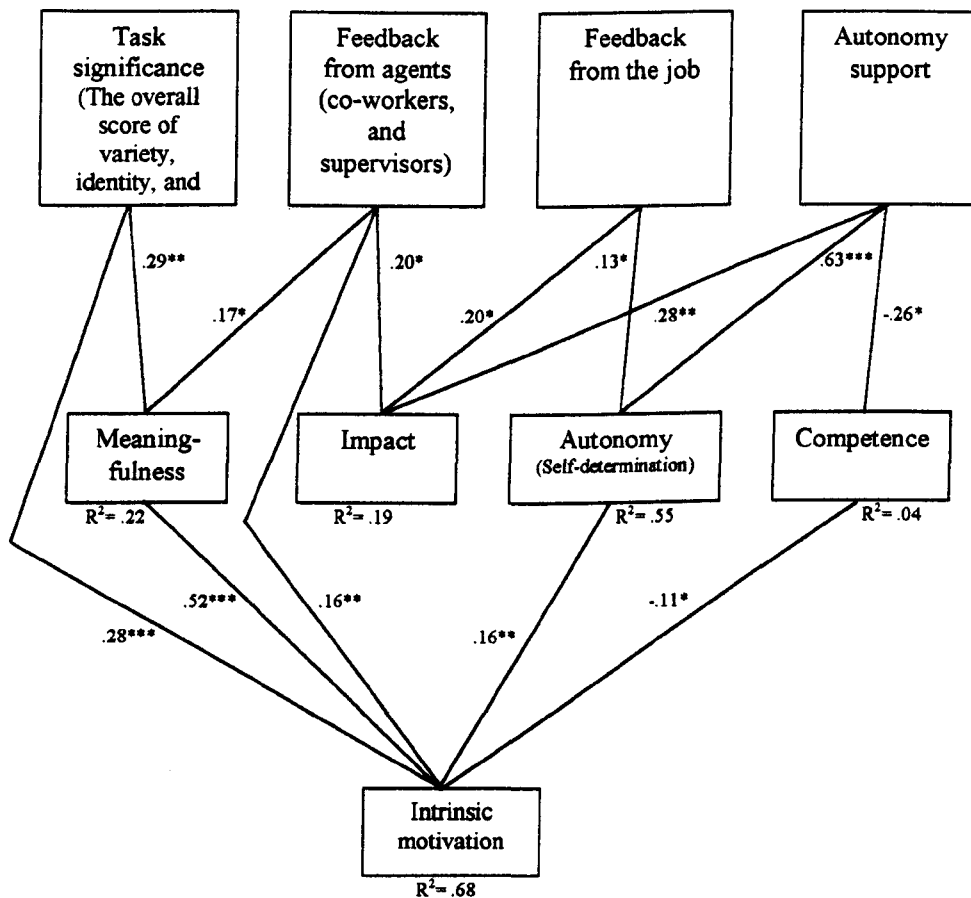 Task
significance
(The overall
score of
variety,
identity, and
Feedback
from agents
(co-workers,
and
supervisors)
Feedback
from the job
Autonomy
support
.29**
.17*
.20*
.20*
.13*
.28**
.63***
-.26*
Meaning-
fulness
R²= .22
Impact
R²= .19
Autonomy
(Self-determination)
R²= .55
Competence
R²= .04
.28***
.52***
.16**
.16**
-.11*
Intrinsic
motivation
R²= .68